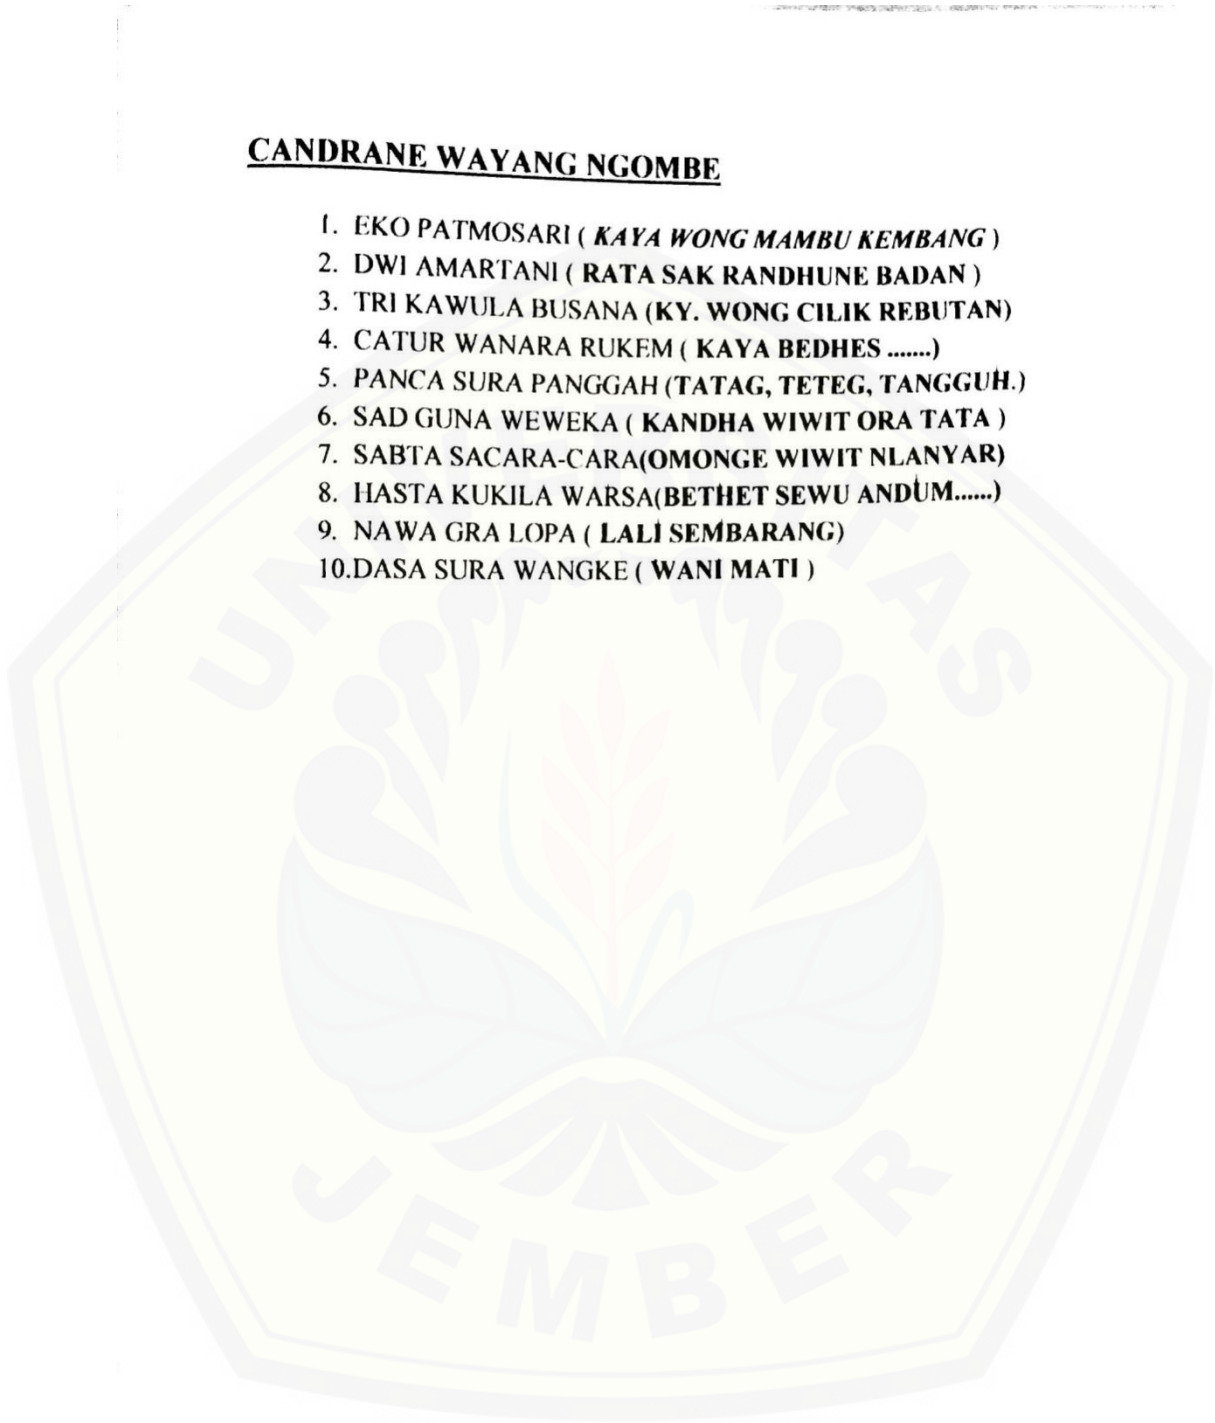 CANDRANE WAYANG NGOMBE
1. EKO PATMOSARI ( KAYA WONG MAMBU KEMBANG )
2. DWI AMARTANI ( RATA SAK RANDHUNE BADAN )
3. TRI KAWULA BUSANA (KY. WONG CILIK REBUTAN)
4. CATUR WANARA RUKEM ( KAYA BEDHES .......)
5. PANCA SURA PANGGAH (TATAG, TETEG, TANGGUH.)
6. SAD GUNA WEWEKA ( KANDHA WIWIT ORA TATA )
7. SABTA SACARA-CARA(OMONGE WIWIT NLANYAR)
8. HASTA KUKILA WARSA(BETHET SEWU ANDUM......)
9. NAWA GRA LOPA ( LALI SEMBARANG)
10.DASA SURA WANGKE ( WANI MATI )
UNIVERSITAS
JEMBER